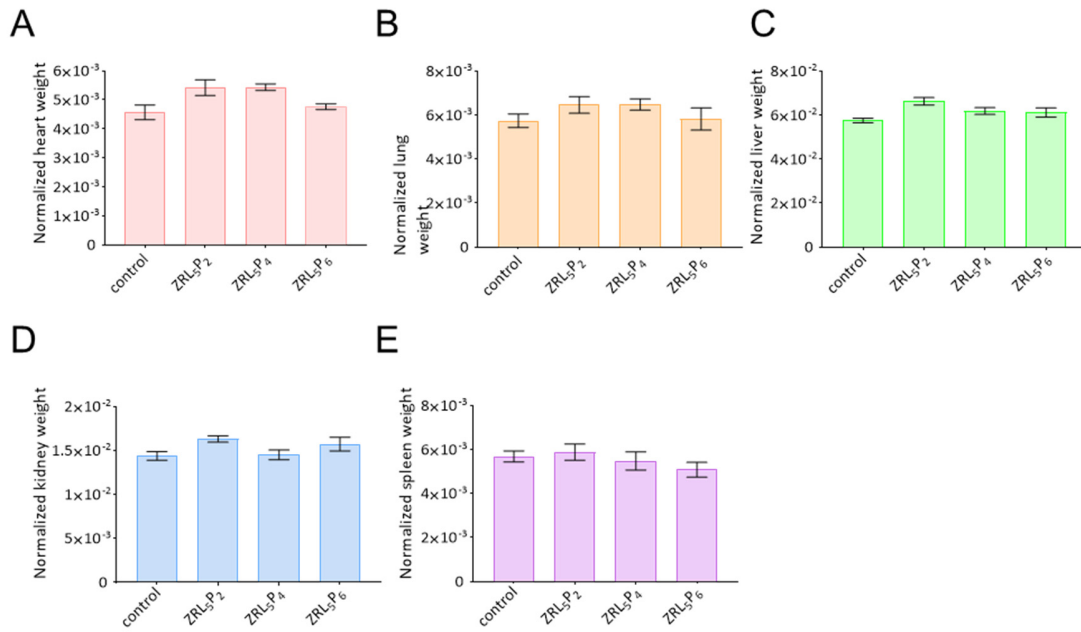 A
Normalized heart weight
6×10⁻³
5×10⁻³
4×10⁻³
3×10⁻³
2×10⁻³
1×10⁻³
0
control
ZRL₅P₂
ZRL₅P₄
ZRL₅P₆
B
Normalized lung
weight
8×10⁻³
6×10⁻³
4×10⁻³
2×10⁻³
0
control
ZRL₅P₂
ZRL₅P₄
ZRL₅P₆
C
Normalized liver weight
8×10⁻²
6×10⁻²
4×10⁻²
2×10⁻²
0
control
ZRL₅P₂
ZRL₅P₄
ZRL₅P₆
D
Normalized kidney weight
2×10⁻²
1.5×10⁻²
1×10⁻²
5×10⁻³
0
control
ZRL₅P₂
ZRL₅P₄
ZRL₅P₆
E
Normalized spleen weight
8×10⁻³
6×10⁻³
4×10⁻³
2×10⁻³
0
control
ZRL₅P₂
ZRL₅P₄
ZRL₅P₆